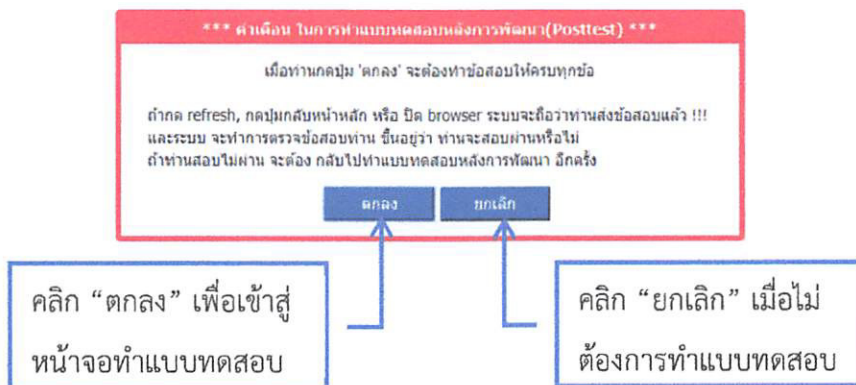 *** คำเตือน ในการทำแบบทดสอบหลังการพัฒนา(Posttest) ***
เมื่อท่านกดปุ่ม 'ตกลง' จะต้องทำข้อสอบให้ครบทุกข้อ
ถ้ากด refresh, กดปุ่มกลับหน้าหลัก หรือ ปิด browser ระบบจะถือว่าท่านส่งข้อสอบแล้ว !!!
และระบบ จะทำการตรวจข้อสอบท่าน ขึ้นอยู่ว่า ท่านจะสอบผ่านหรือไม่
ถ้าท่านสอบไม่ผ่าน จะต้อง กลับไปทำแบบทดสอบหลังการพัฒนา อีกครั้ง
ตกลง ยกเลิก
คลิก “ตกลง” เพื่อเข้าสู่
หน้าจอทำแบบทดสอบ
คลิก “ยกเลิก” เมื่อไม่
ต้องการทำแบบทดสอบ